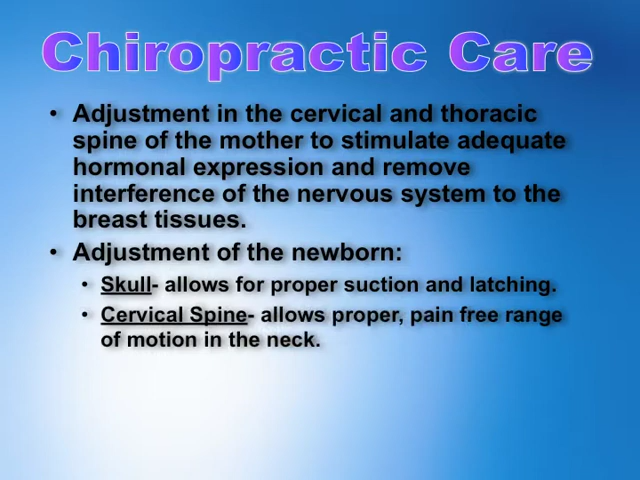 Chiropractic Care
• Adjustment in the cervical and thoracic
spine of the mother to stimulate adequate
hormonal expression and remove
interference of the nervous system to the
breast tissues.
• Adjustment of the newborn:
• Skull- allows for proper suction and latching.
• Cervical Spine- allows proper, pain free range
of motion in the neck.